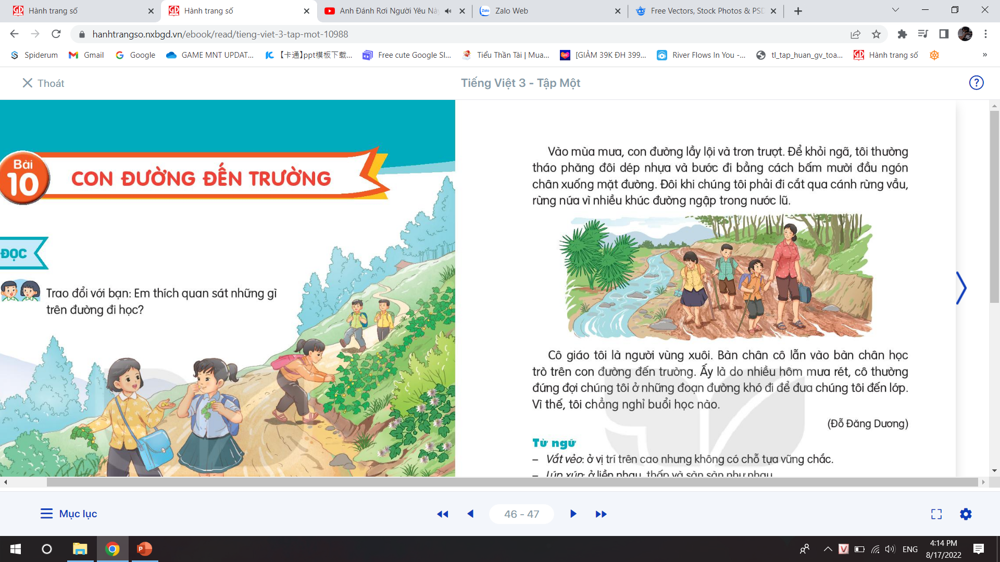 Hành trang số
Hành trang số
Anh Đánh Rơi Người Yêu Này
Zalo Web
Free Vectors, Stock Photos & PSD
hanhtrangso.nxbgd.vn/ebook/read/tieng-viet-3-tap-mot-10988
Spiderum
Gmail
Google
GAME MNT UPDAT...
【卡通】ppt模板下载...
Free cute Google Sl...
Tiểu Thần Tài | Mua...
[GIẢM 39K ĐH 399...
River Flows In You -...
tl_tap_huan_gv_toa...
Hành trang số
»
Thoát
Tiếng Việt 3 - Tập Một
?
Bài
10
CON ĐƯỜNG ĐẾN TRƯỜNG
ĐỌC
Trao đổi với bạn: Em thích quan sát những gì
trên đường đi học?
Vào mùa mưa, con đường lầy lội và trơn trượt. Để khỏi ngã, tôi thường
tháo phăng đôi dép nhựa và bước đi bằng cách bấm mười đầu ngón
chân xuống mặt đường. Đôi khi chúng tôi phải đi cắt qua cánh rừng vầu,
rừng nứa vì nhiều khúc đường ngập trong nước lũ.
Cô giáo tôi là người vùng xuôi. Bàn chân cô lẫn vào bàn chân học
trò trên con đường đến trường. Ấy là do nhiều hôm mưa rét, cô thường
đứng đợi chúng tôi ở những đoạn đường khó đi để đưa chúng tôi đến lớp.
Vì thế, tôi chẳng nghỉ buổi học nào.
(Đỗ Đăng Dương)
Từ ngữ
– Vắt vẻo: ở vị trí trên cao nhưng không có chỗ tựa vững chắc.
– Lúp xúp: ở liền nhau, thấp và sàn sàn như nhau.
Mục lục
46 - 47
ENG
4:14 PM
8/17/2022